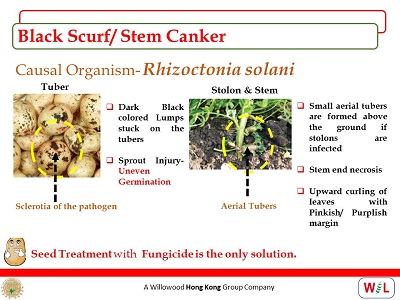 Black Scurf/ Stem Canker
Causal Organism- Rhizoctonia solani
Tuber
❑ Dark Black
colored Lumps
stuck on the
tubers
❑ Sprout Injury-
Uneven
Germination
Sclerotia of the pathogen
Stolon & Stem
Aerial Tubers
❑ Small aerial tubers
are formed above
the ground if
stolons are
infected
❑ Stem end necrosis
❑ Upward curling of
leaves with
Pinkish/ Purplish
margin
Seed Treatment with Fungicide is the only solution.
A Willowood Hong Kong Group Company
WiL